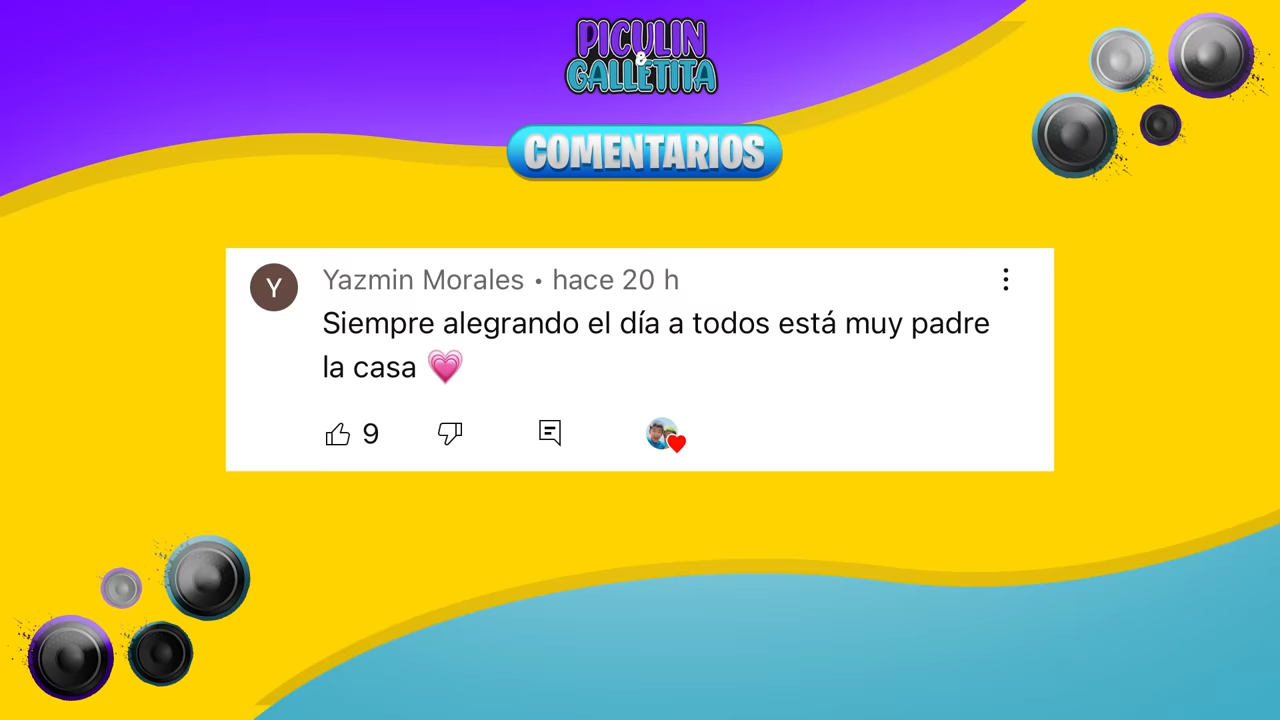 PICULIN
&
GALLETITA
COMENTARIOS
Y
Yazmin Morales • hace 20 h
Siempre alegrando el día a todos está muy padre
la casa 💗
9